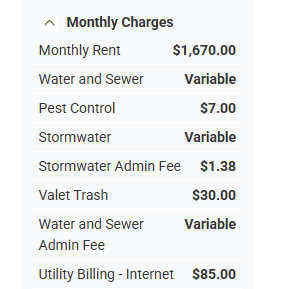 Monthly Charges
Monthly Rent $1,670.00
Water and Sewer Variable
Pest Control $7.00
Stormwater Variable
Stormwater Admin Fee $1.38
Valet Trash $30.00
Water and Sewer Variable
Admin Fee
Utility Billing - Internet $85.00